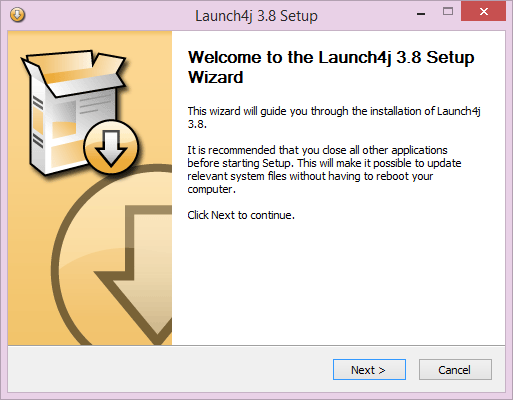 Launch4j 3.8 Setup
Welcome to the Launch4j 3.8 Setup
Wizard
This wizard will guide you through the installation of Launch4j
3.8.
It is recommended that you close all other applications
before starting Setup. This will make it possible to update
relevant system files without having to reboot your
computer.
Click Next to continue.
Next >
Cancel